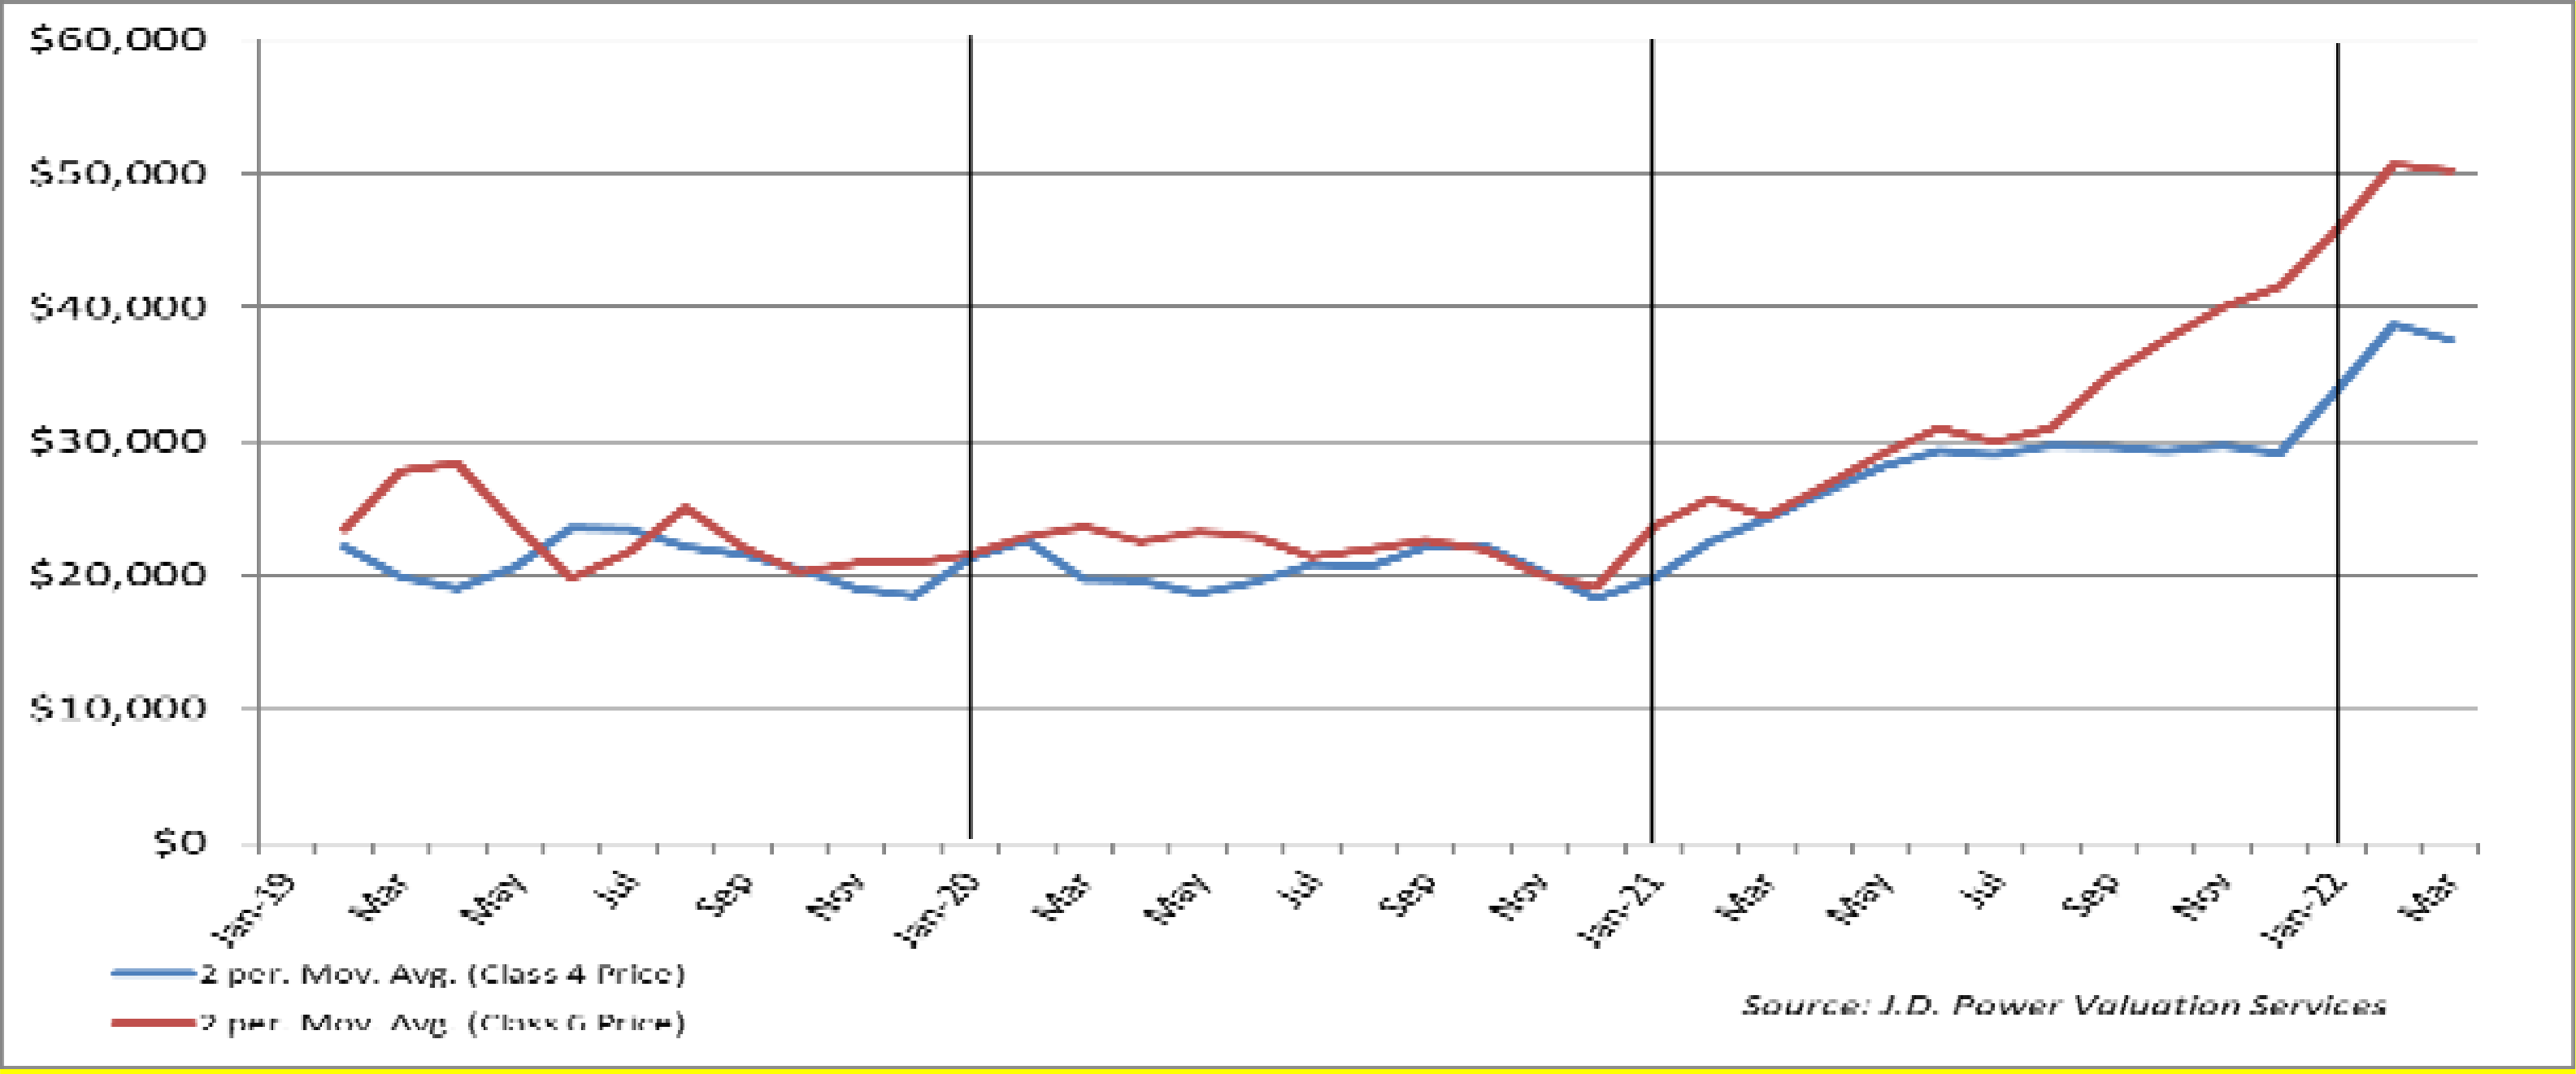 $60,000
$50,000
$40,000
$30,000
$20,000
$10,000
$0
Jan-19 Mar May Jul Sep Nov Jan-20 Mar May Jul Sep Nov Jan-21 Mar May Jul Sep Nov Jan-22 Mar
2 per. Mov. Avg. (Class 4 Price)
2 per. Mov. Avg. (Class 6 Price)
Source: J.D. Power Valuation Services